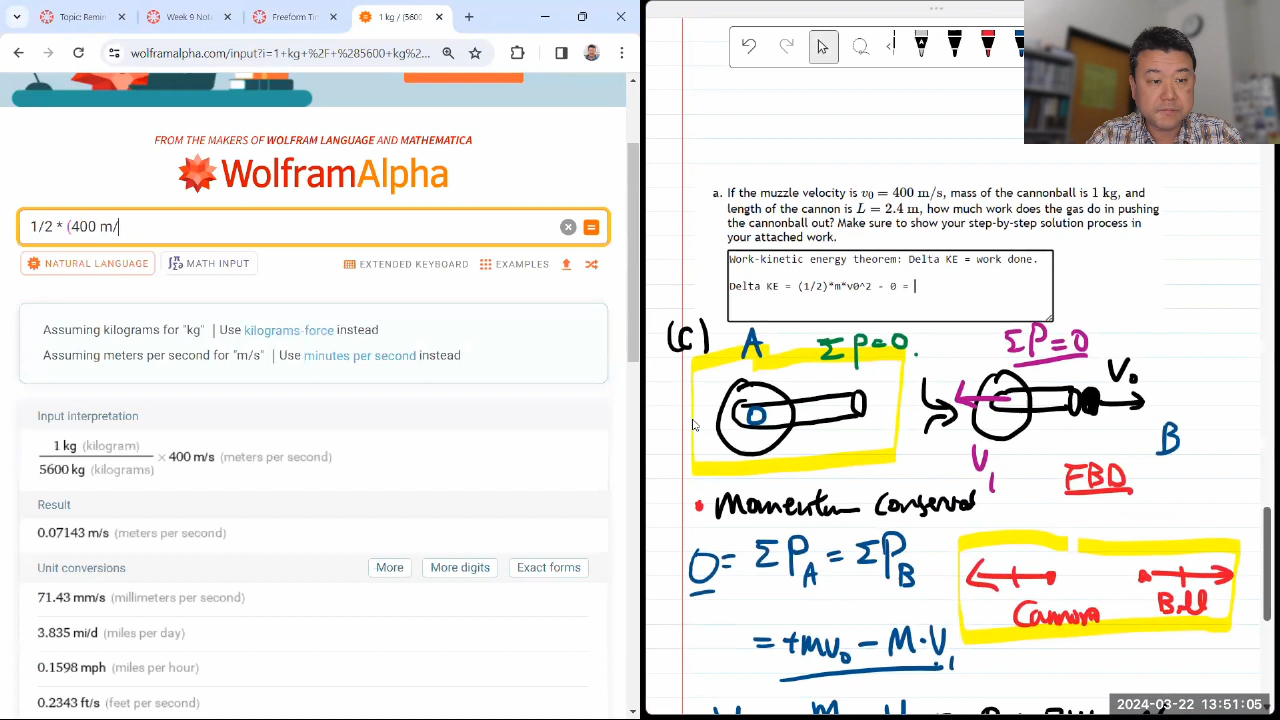 Topic Remin
Week 9 Not
Freeform Tim
1 kg / (5600
wolframalpha.com/input?i=1+kg+%2F+%285600+kg%2...
FROM THE MAKERS OF WOLFRAM LANGUAGE AND MATHEMATICA
WolframAlpha
1/2 * (400 m/
NATURAL LANGUAGE
MATH INPUT
EXTENDED KEYBOARD
EXAMPLES
UPLOAD
Assuming kilograms for "kg" | Use kilograms-force instead
Assuming meters per second for "m/s" | Use minutes per second instead
Input interpretation
1 kg (kilogram)
5600 kg (kilograms)
× 400 m/s (meters per second)
Result
0.07143 m/s (meters per second)
Unit conversions
More
More digits
Exact forms
71.43 mm/s (millimeters per second)
3.835 mi/d (miles per day)
0.1598 mph (miles per hour)
0.2343 ft/s (feet per second)
a. If the muzzle velocity is v₀ = 400 m/s, mass of the cannonball is 1 kg, and
length of the cannon is L = 2.4 m, how much work does the gas do in pushing
the cannonball out? Make sure to show your step-by-step solution process in
your attached work.
Work-kinetic energy theorem: Delta KE = work done.
Delta KE = (1/2)*m*v0^2 - 0 =
(c)
A
Σp=0.
ΣP=0
V₀
O
B
V₁
FBD
• Momentum Conserved
0 = ΣP_A = ΣP_B
Cannon
Ball
= +mv₀ - M·V₁
2024-03-22 13:51:05